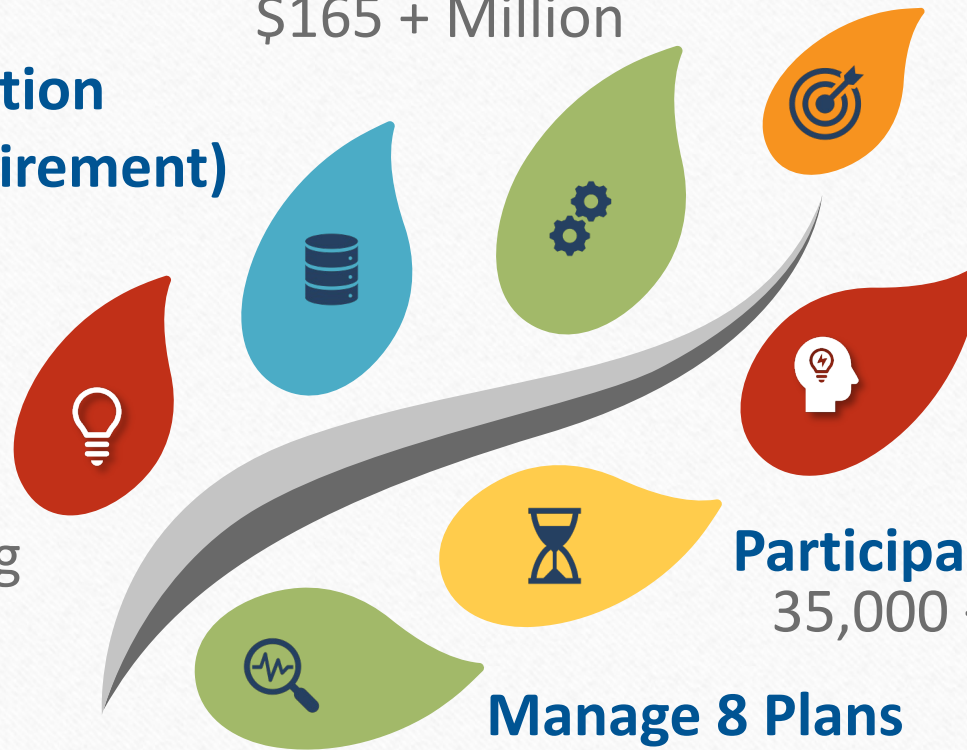 $165 + Million
tion
irement)
g
Participa
35,000
Manage 8 Plans